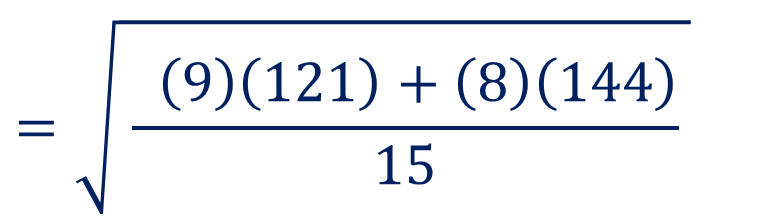 = √((9)(121) + (8)(144)
15